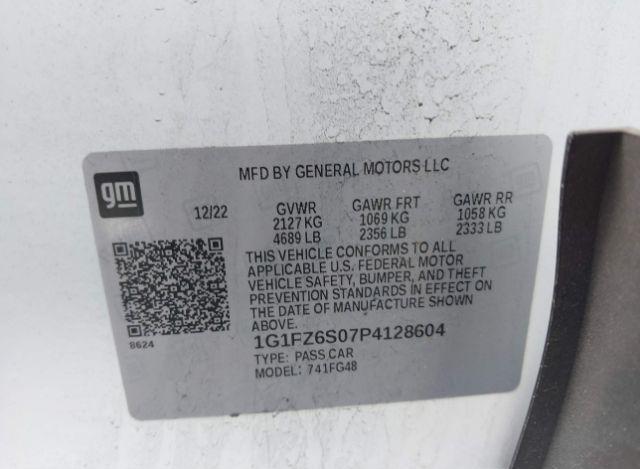 MFD BY GENERAL MOTORS LLC
gm
12/22
GVWR GAWR FRT GAWR RR
2127 KG 1069 KG 1058 KG
4689 LB 2356 LB 2333 LB
THIS VEHICLE CONFORMS TO ALL
APPLICABLE U.S. FEDERAL MOTOR
VEHICLE SAFETY, BUMPER, AND THEFT
PREVENTION STANDARDS IN EFFECT ON
THE DATE OF MANUFACTURE SHOWN
ABOVE.
8624
1G1FZ6S07P4128604
TYPE: PASS CAR
MODEL: 741FG48